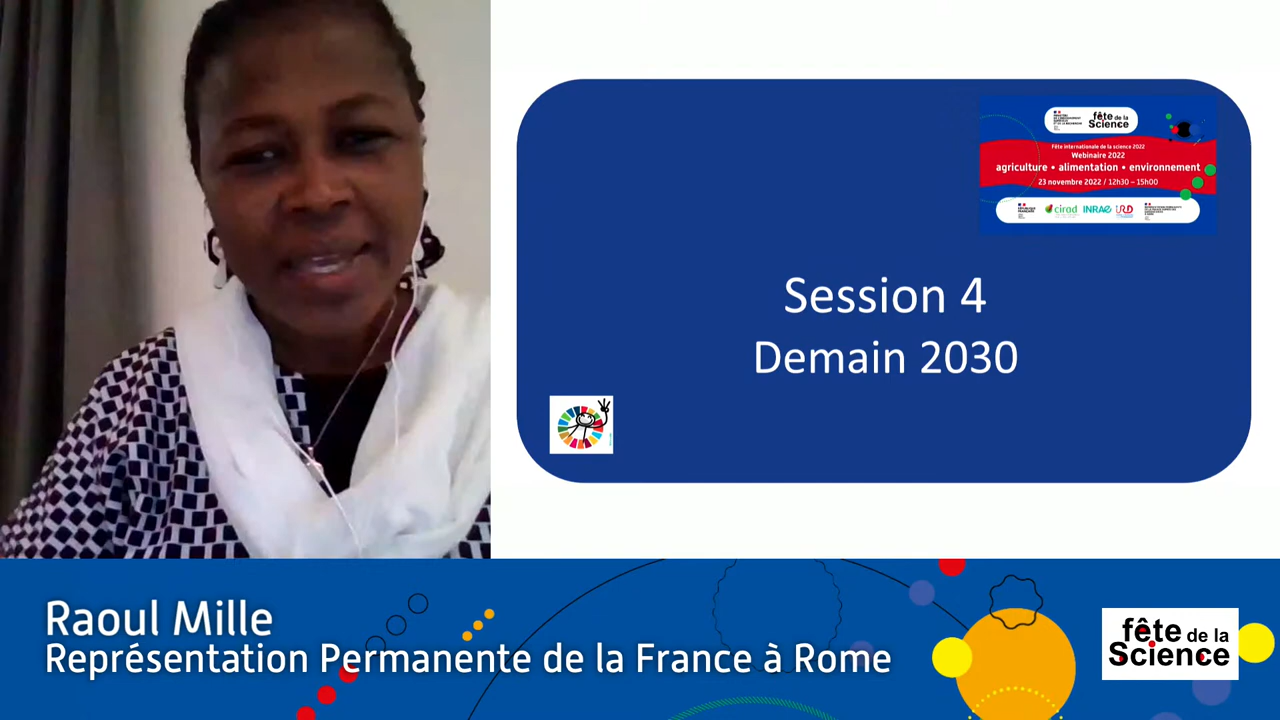 fête de la
Science
Fête internationale de la science 2022
Webinaire 2022
agriculture • alimentation • environnement
23 novembre 2022 / 12h30 – 15h00
cirad INRAE IRD
Session 4
Demain 2030
Raoul Mille
Représentation Permanente de la France à Rome
fête de la
Science